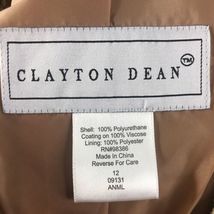 CLAYTON DEAN™
Shell: 100% Polyurethane
Coating on 100% Viscose
Lining: 100% Polyester
RN#98386
Made in China
Reverse For Care
12
09131
ANML